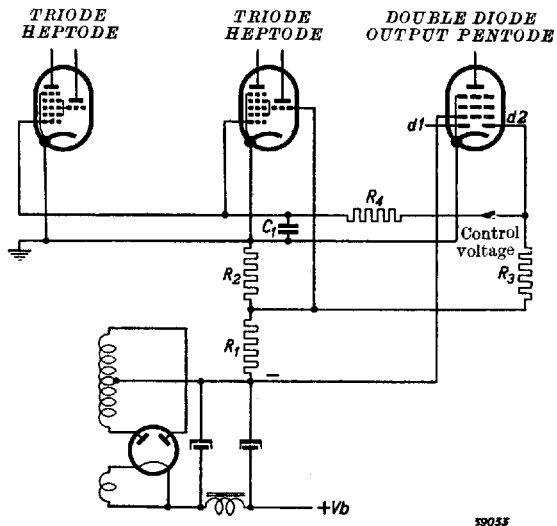 TRIODE
HEPTODE
TRIODE
HEPTODE
DOUBLE DIODE
OUTPUT PENTODE
d1
d2
R4
C1
Control
voltage
R2
R3
R1
−
+Vb
39033